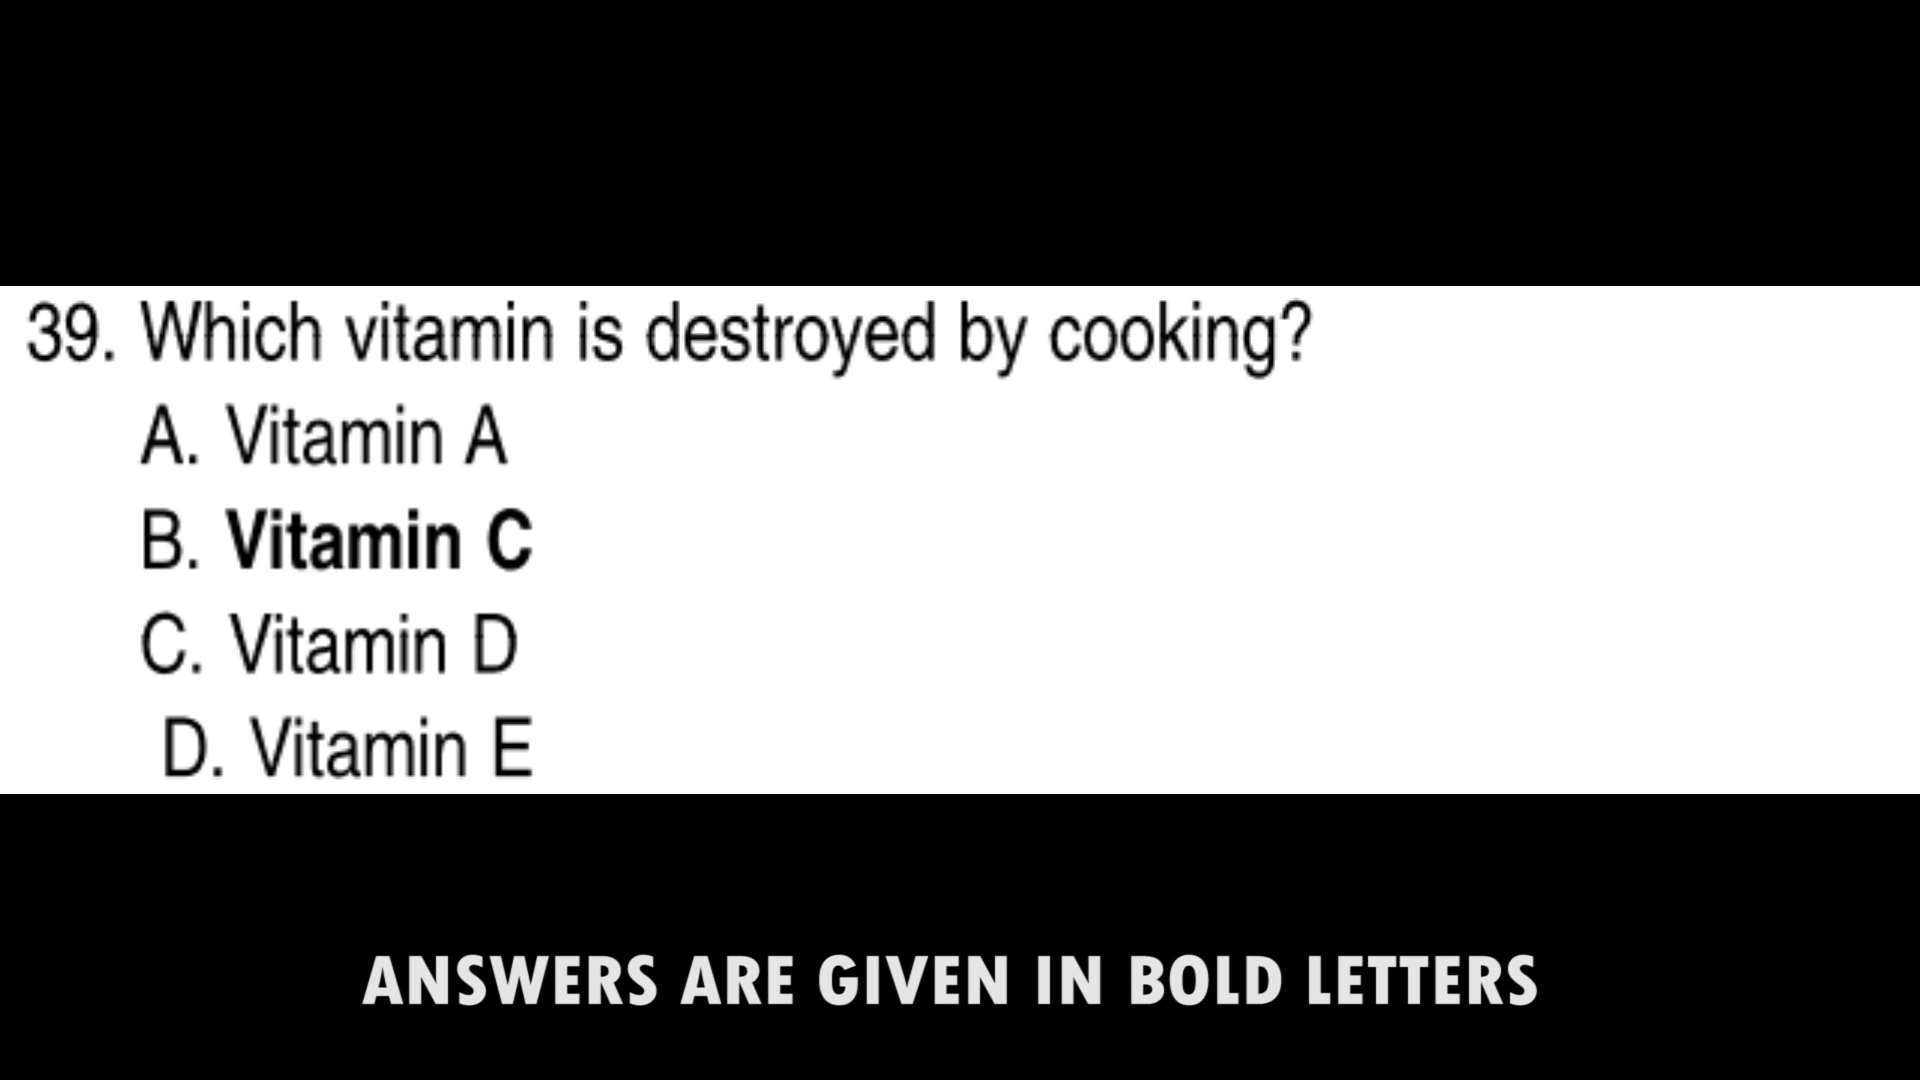 39. Which vitamin is destroyed by cooking?
A. Vitamin A
B. Vitamin C
C. Vitamin D
D. Vitamin E
ANSWERS ARE GIVEN IN BOLD LETTERS